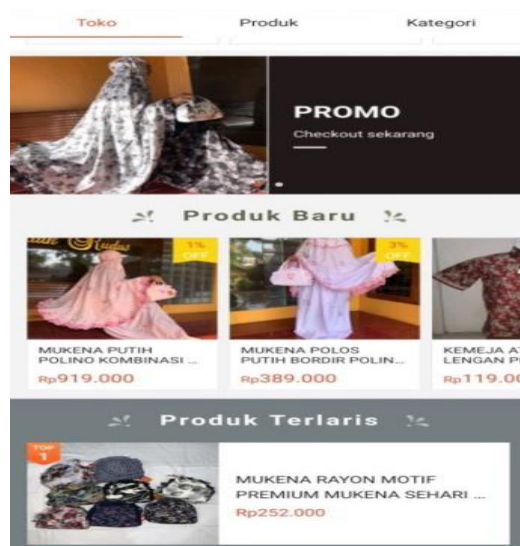 Toko Produk Kategori
PROMO
Checkout sekarang
Produk Baru
1%
OFF
3%
OFF
MUKENA PUTIH
POLINO KOMBINASI ...
Rp919.000
MUKENA POLOS
PUTIH BORDIR POLIN...
Rp389.000
KEMEJA A
LENGAN P
Rp119.00
Produk Terlaris
TOP
1
MUKENA RAYON MOTIF
PREMIUM MUKENA SEHARI ...
Rp252.000